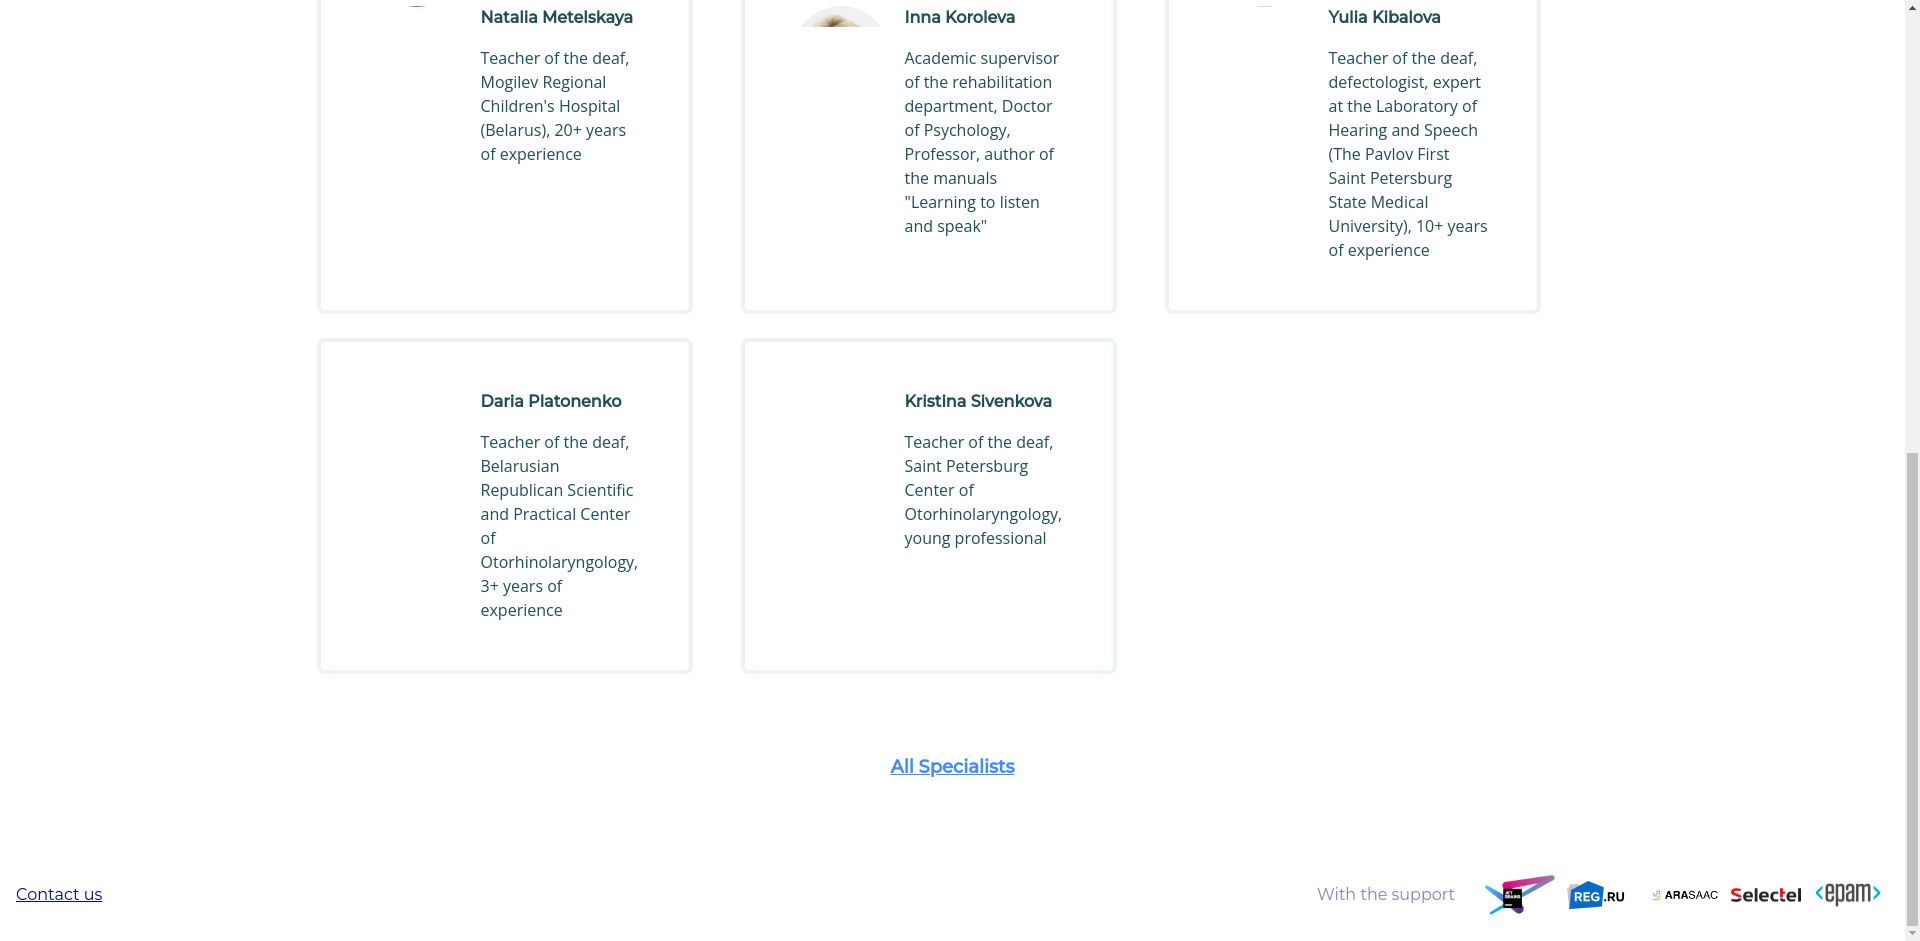 Natalia Metelskaya
Teacher of the deaf,
Mogilev Regional
Children's Hospital
(Belarus), 20+ years
of experience
Inna Koroleva
Academic supervisor
of the rehabilitation
department, Doctor
of Psychology,
Professor, author of
the manuals
"Learning to listen
and speak"
Yulia Kibalova
Teacher of the deaf,
defectologist, expert
at the Laboratory of
Hearing and Speech
(The Pavlov First
Saint Petersburg
State Medical
University), 10+ years
of experience
Daria Platonenko
Teacher of the deaf,
Belarusian
Republican Scientific
and Practical Center
of
Otorhinolaryngology,
3+ years of
experience
Kristina Sivenkova
Teacher of the deaf,
Saint Petersburg
Center of
Otorhinolaryngology,
young professional
All Specialists
Contact us
With the support
JET
BRAINS
REG.RU
ARASAAC
Selectel
<epam>